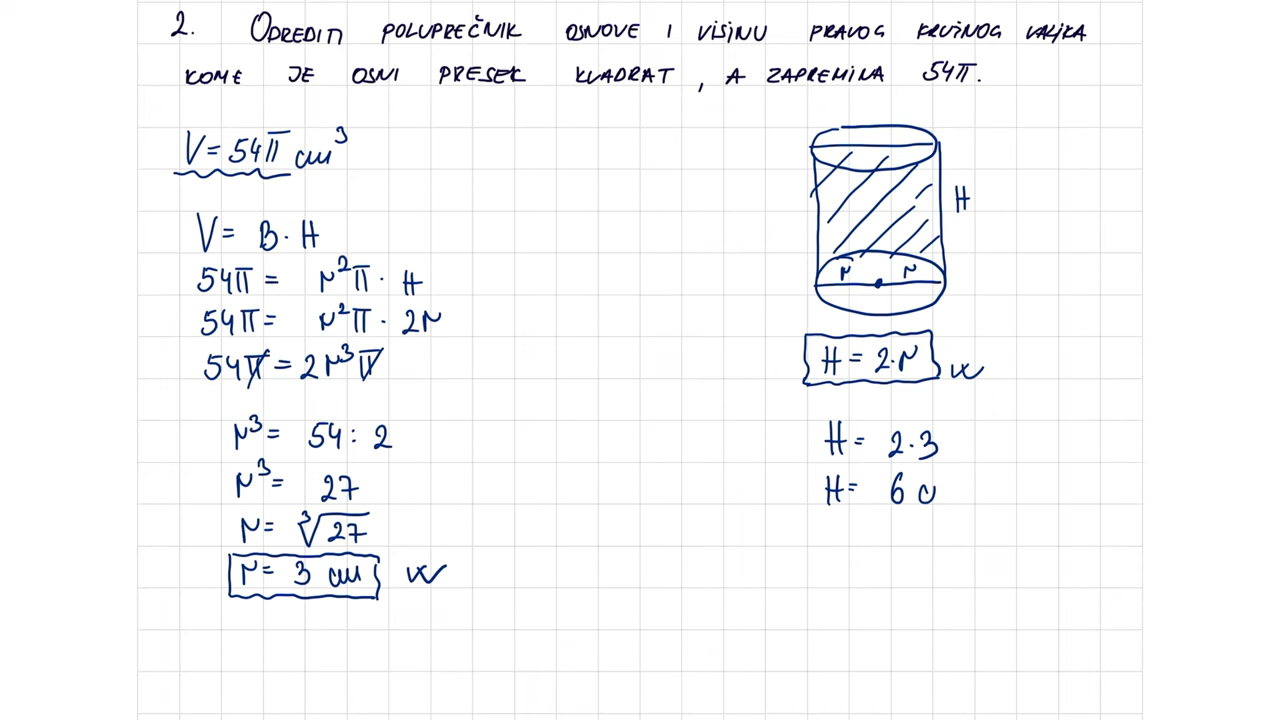 2. ODREDITI POLUPREČNIK OSNOVE I VISINU PRAVOG KRUŽNOG VALJKA
KOME JE OSNI PRESEK KVADRAT, A ZAPREMINA 54π.
V = 54π cm³
V = B · H
54π = r²π · H
54π = r²π · 2r
54π = 2r³π
r³ = 54 : 2
r³ = 27
r = ∛27
r = 3 cm
H
r r
H = 2·r
H = 2·3
H = 6 c